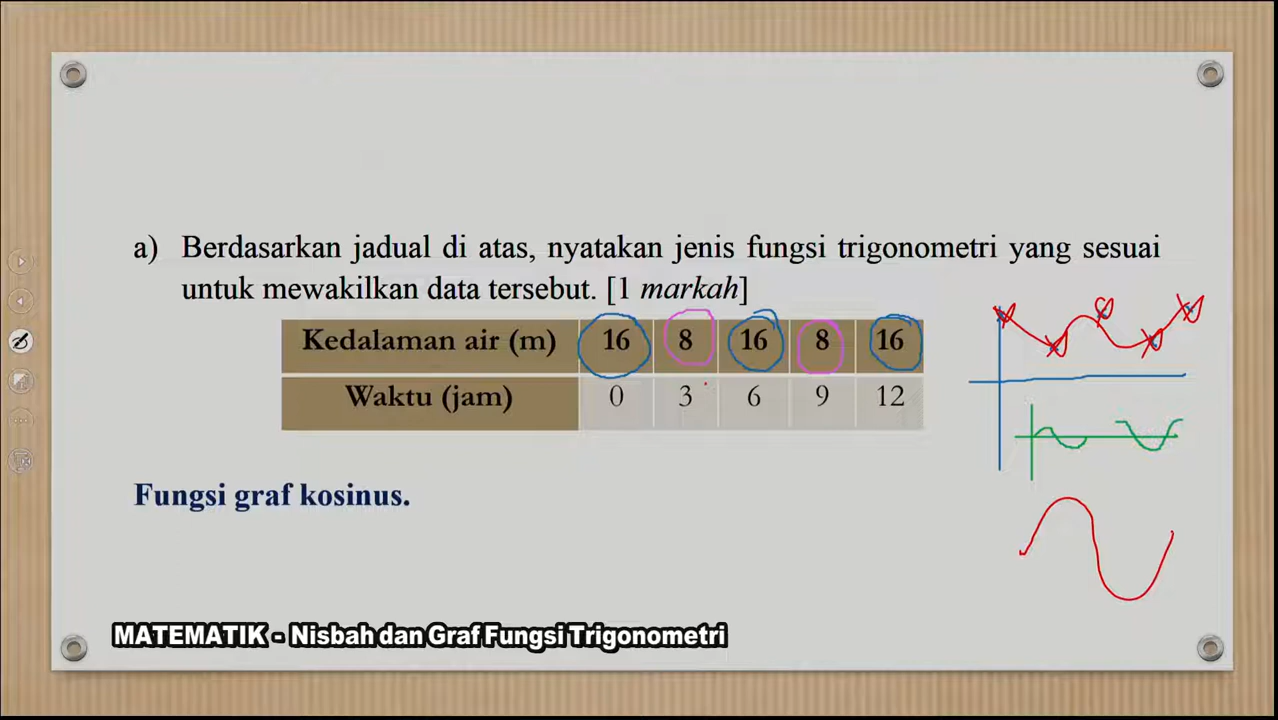 a) Berdasarkan jadual di atas, nyatakan jenis fungsi trigonometri yang sesuai
untuk mewakilkan data tersebut. [1 markah]
Kedalaman air (m) 16 8 16 8 16
Waktu (jam) 0 3 6 9 12
Fungsi graf kosinus.
MATEMATIK - Nisbah dan Graf Fungsi Trigonometri